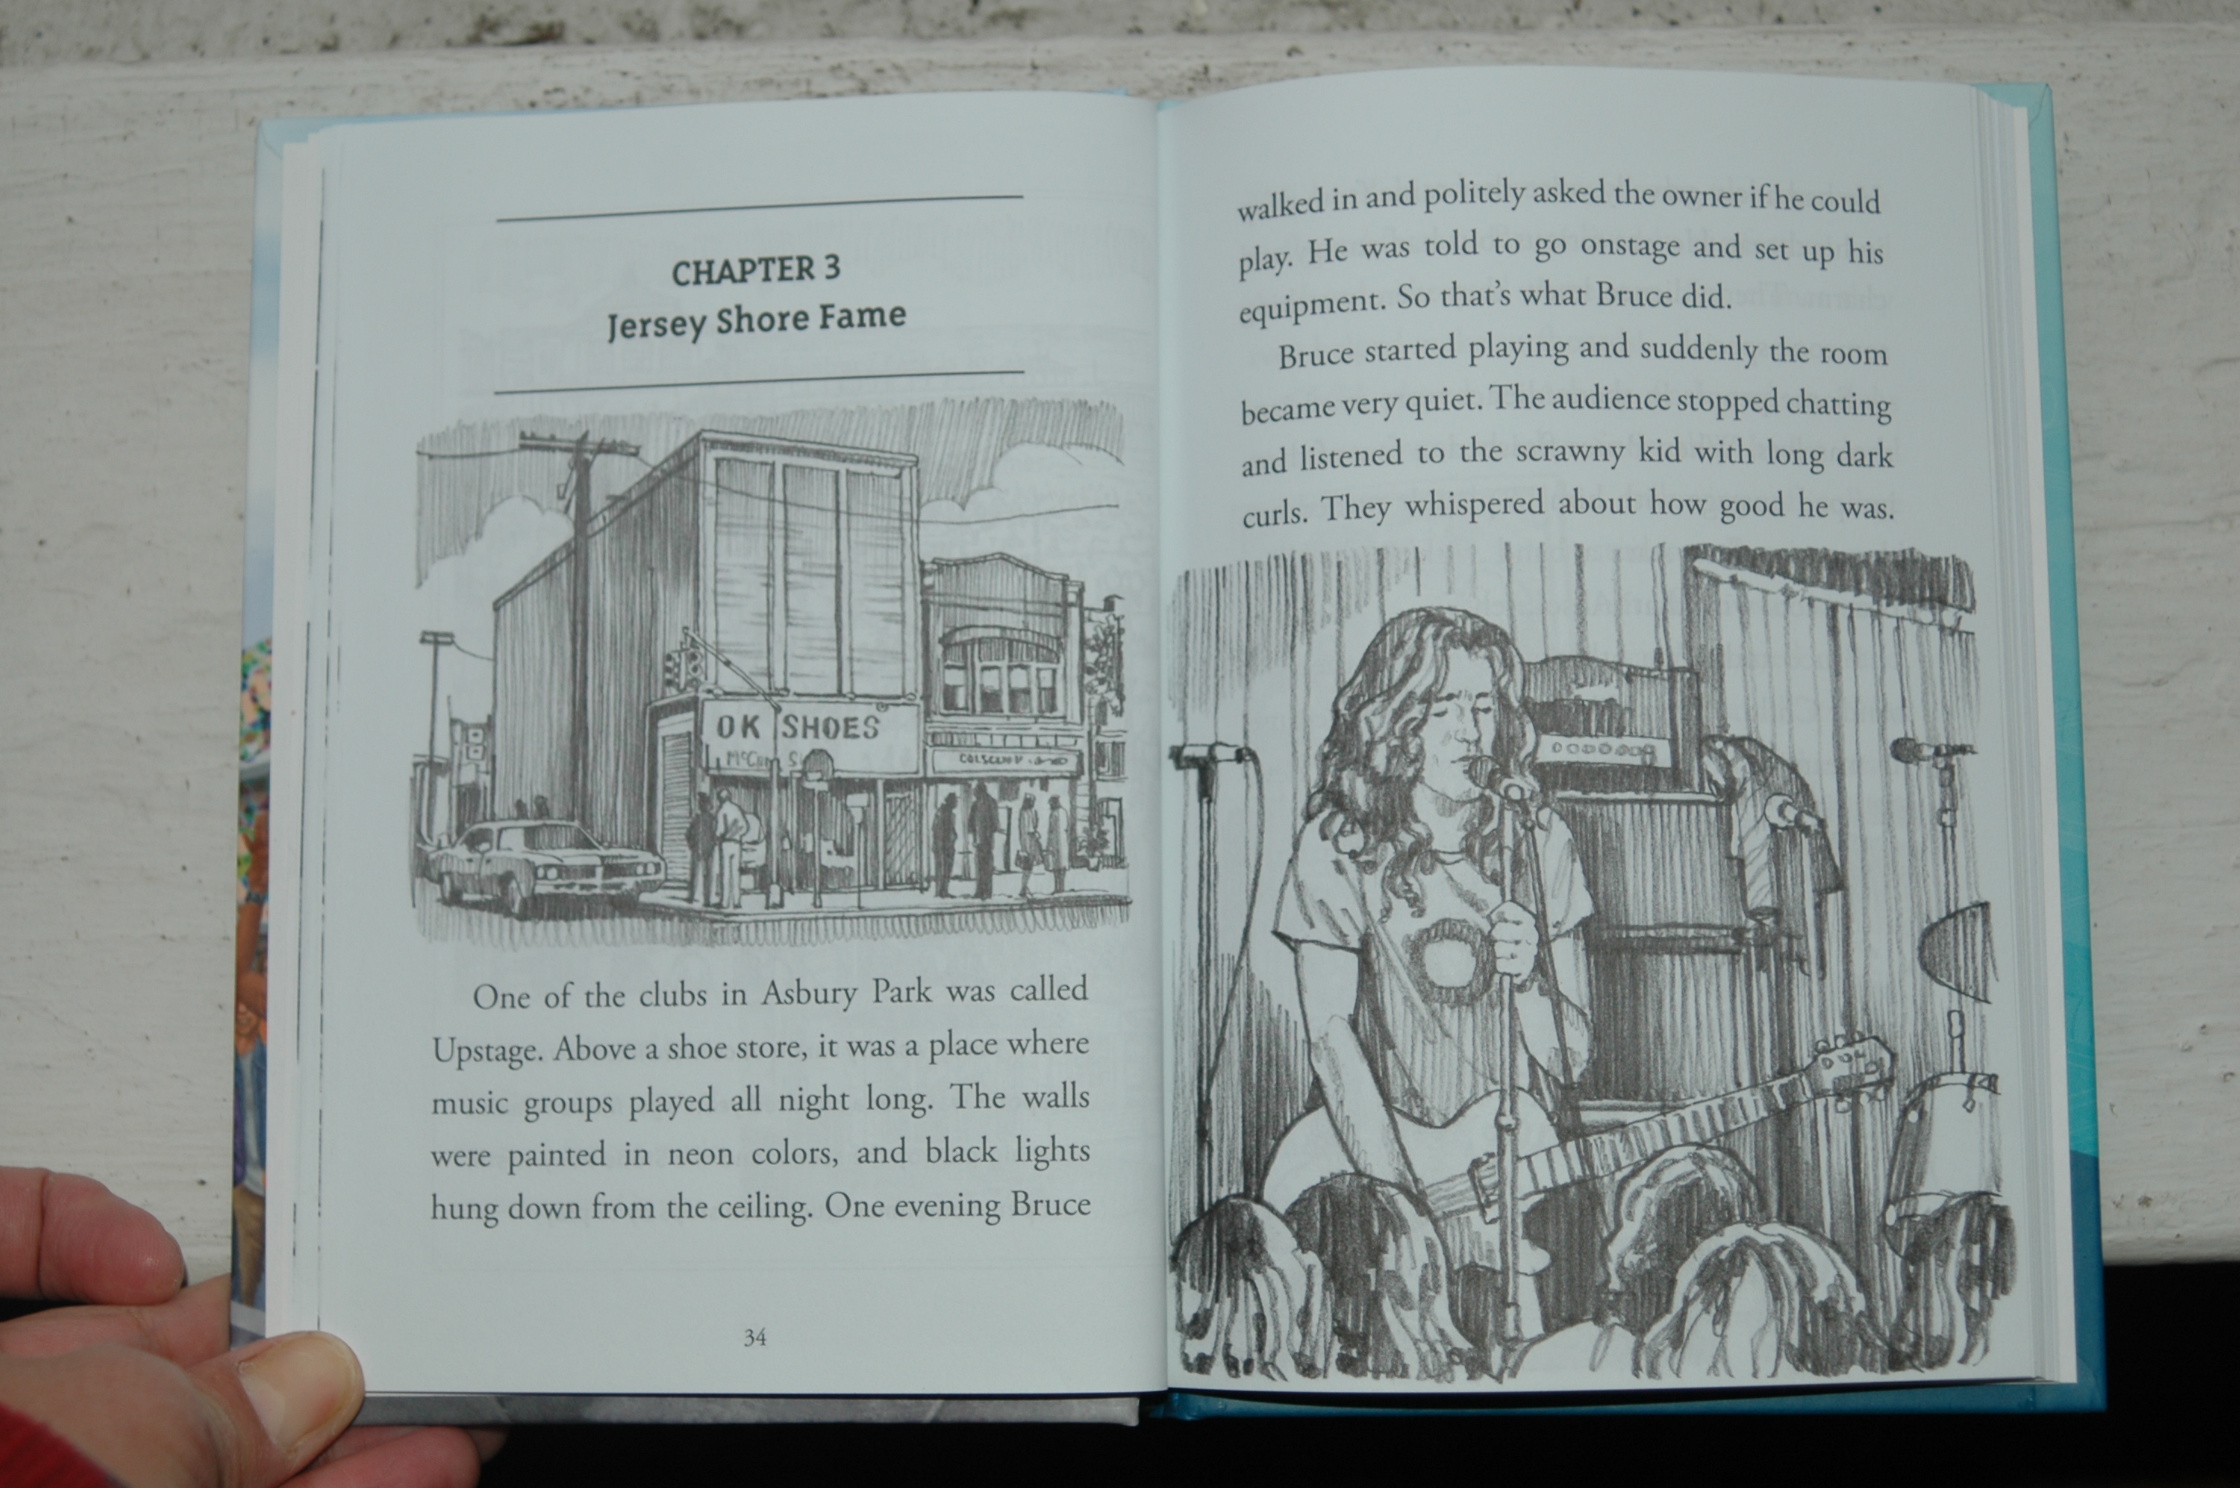 CHAPTER 3
Jersey Shore Fame
OK SHOES
One of the clubs in Asbury Park was called
Upstage. Above a shoe store, it was a place where
music groups played all night long. The walls
were painted in neon colors, and black lights
hung down from the ceiling. One evening Bruce
34
walked in and politely asked the owner if he could
play. He was told to go onstage and set up his
equipment. So that’s what Bruce did.
Bruce started playing and suddenly the room
became very quiet. The audience stopped chatting
and listened to the scrawny kid with long dark
curls. They whispered about how good he was.